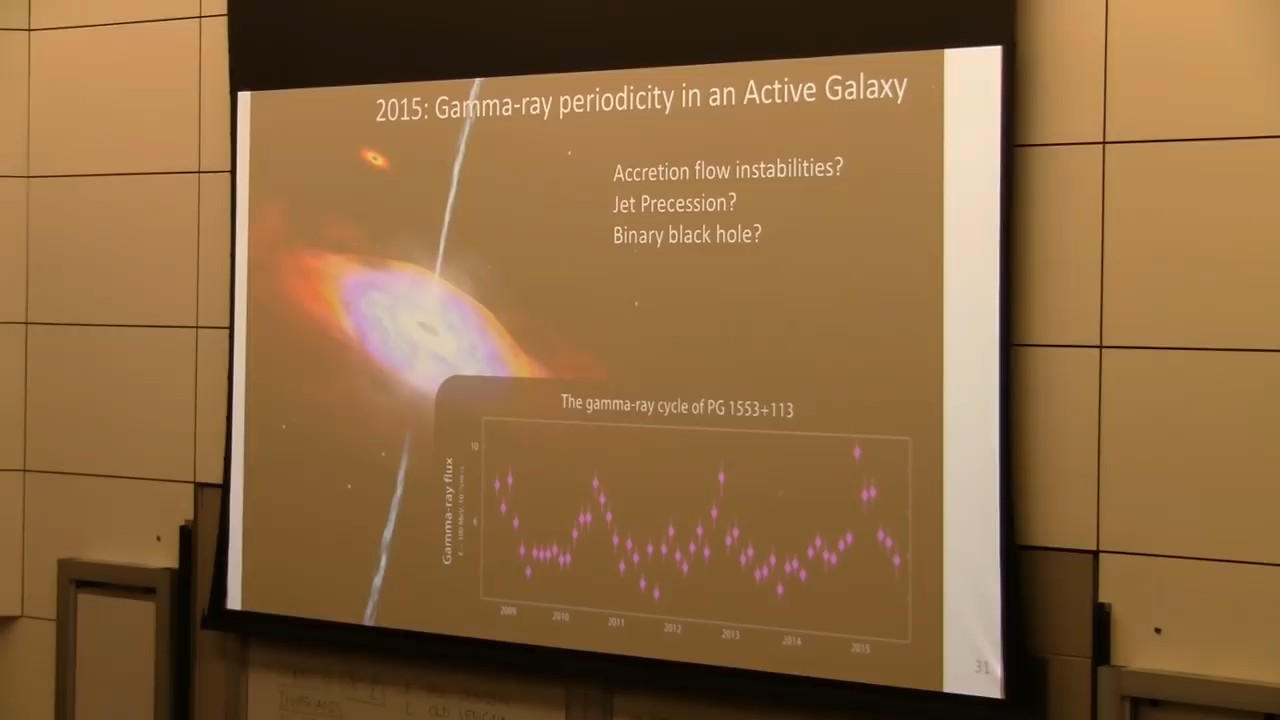 2015: Gamma-ray periodicity in an Active Galaxy
Accretion flow instabilities?
Jet Precession?
Binary black hole?
The gamma-ray cycle of PG 1553+113
Gamma-ray flux
10
2009 2010 2011 2012 2013 2014 2015
31